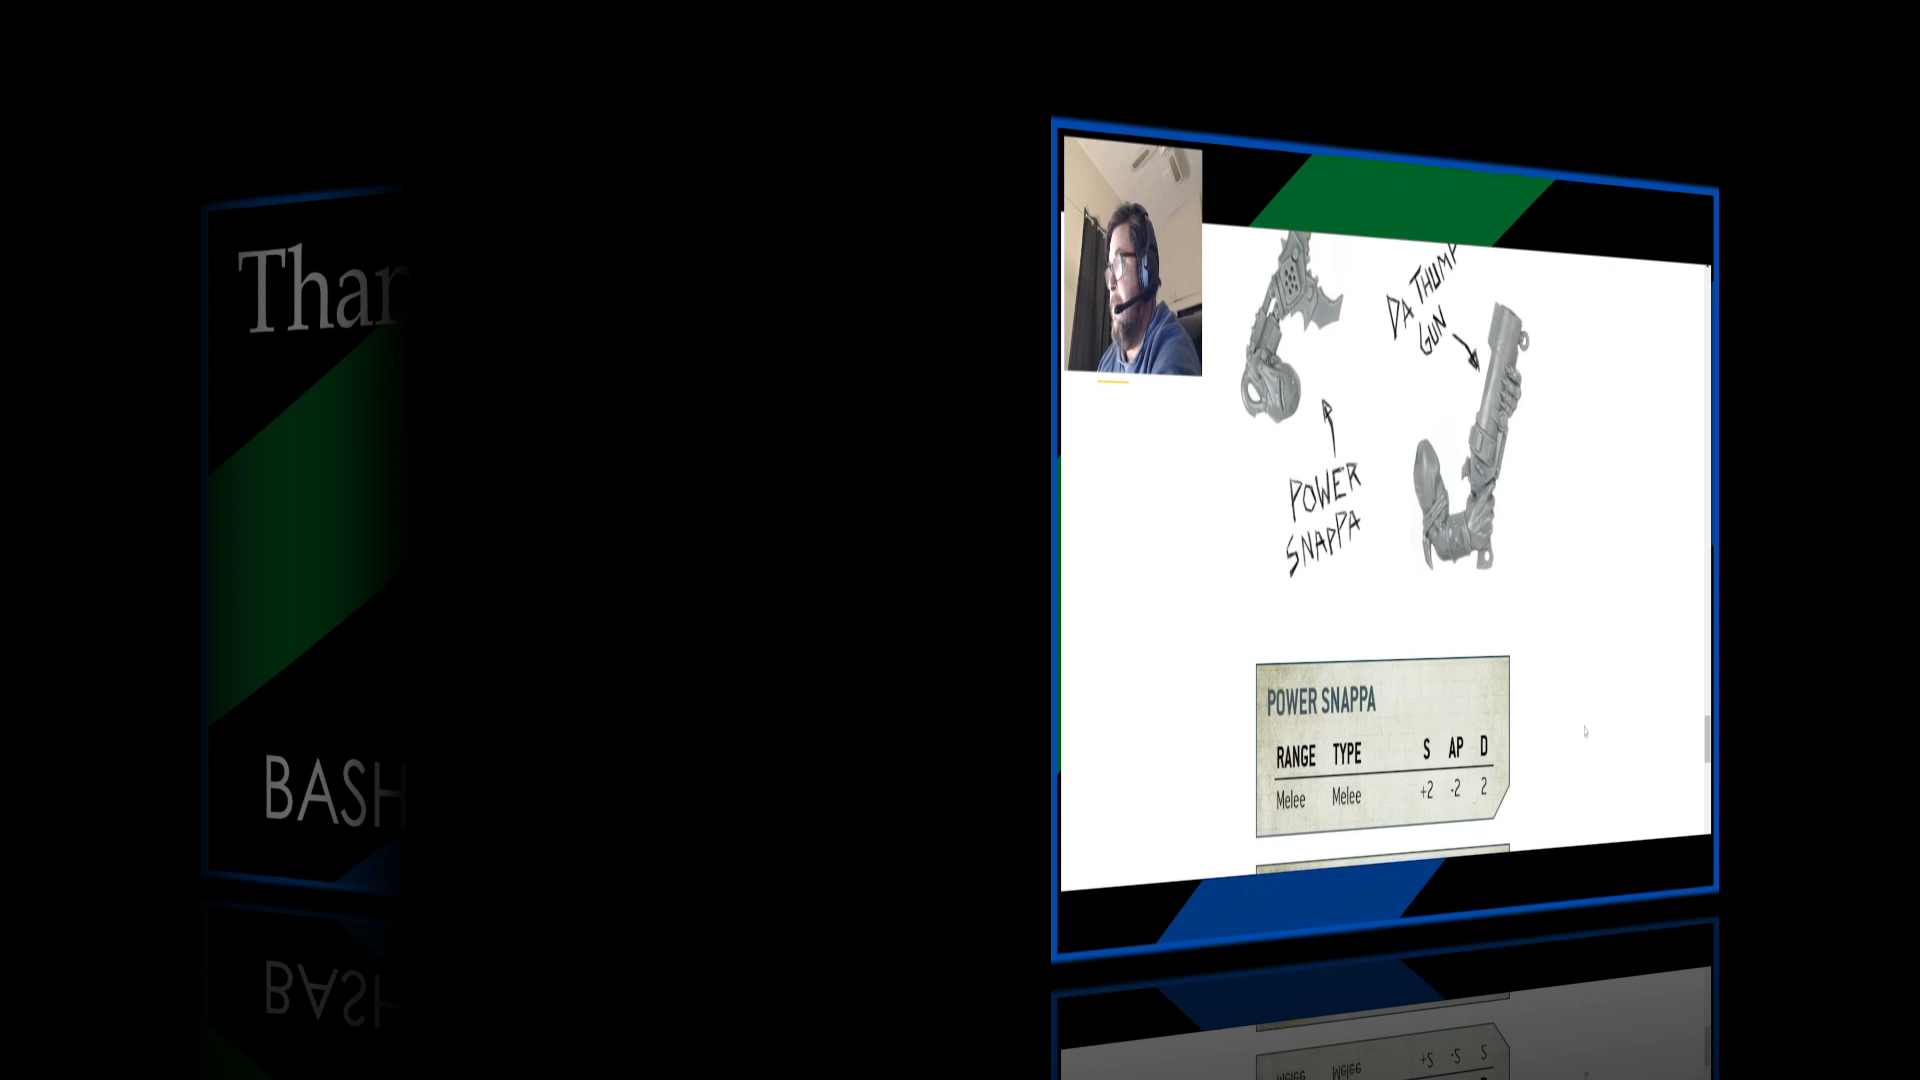 Than
BASH
DA THUMP
GUN
POWER
SNAPPA
POWER SNAPPA
RANGE TYPE S AP D
Melee Melee +2 -2 2